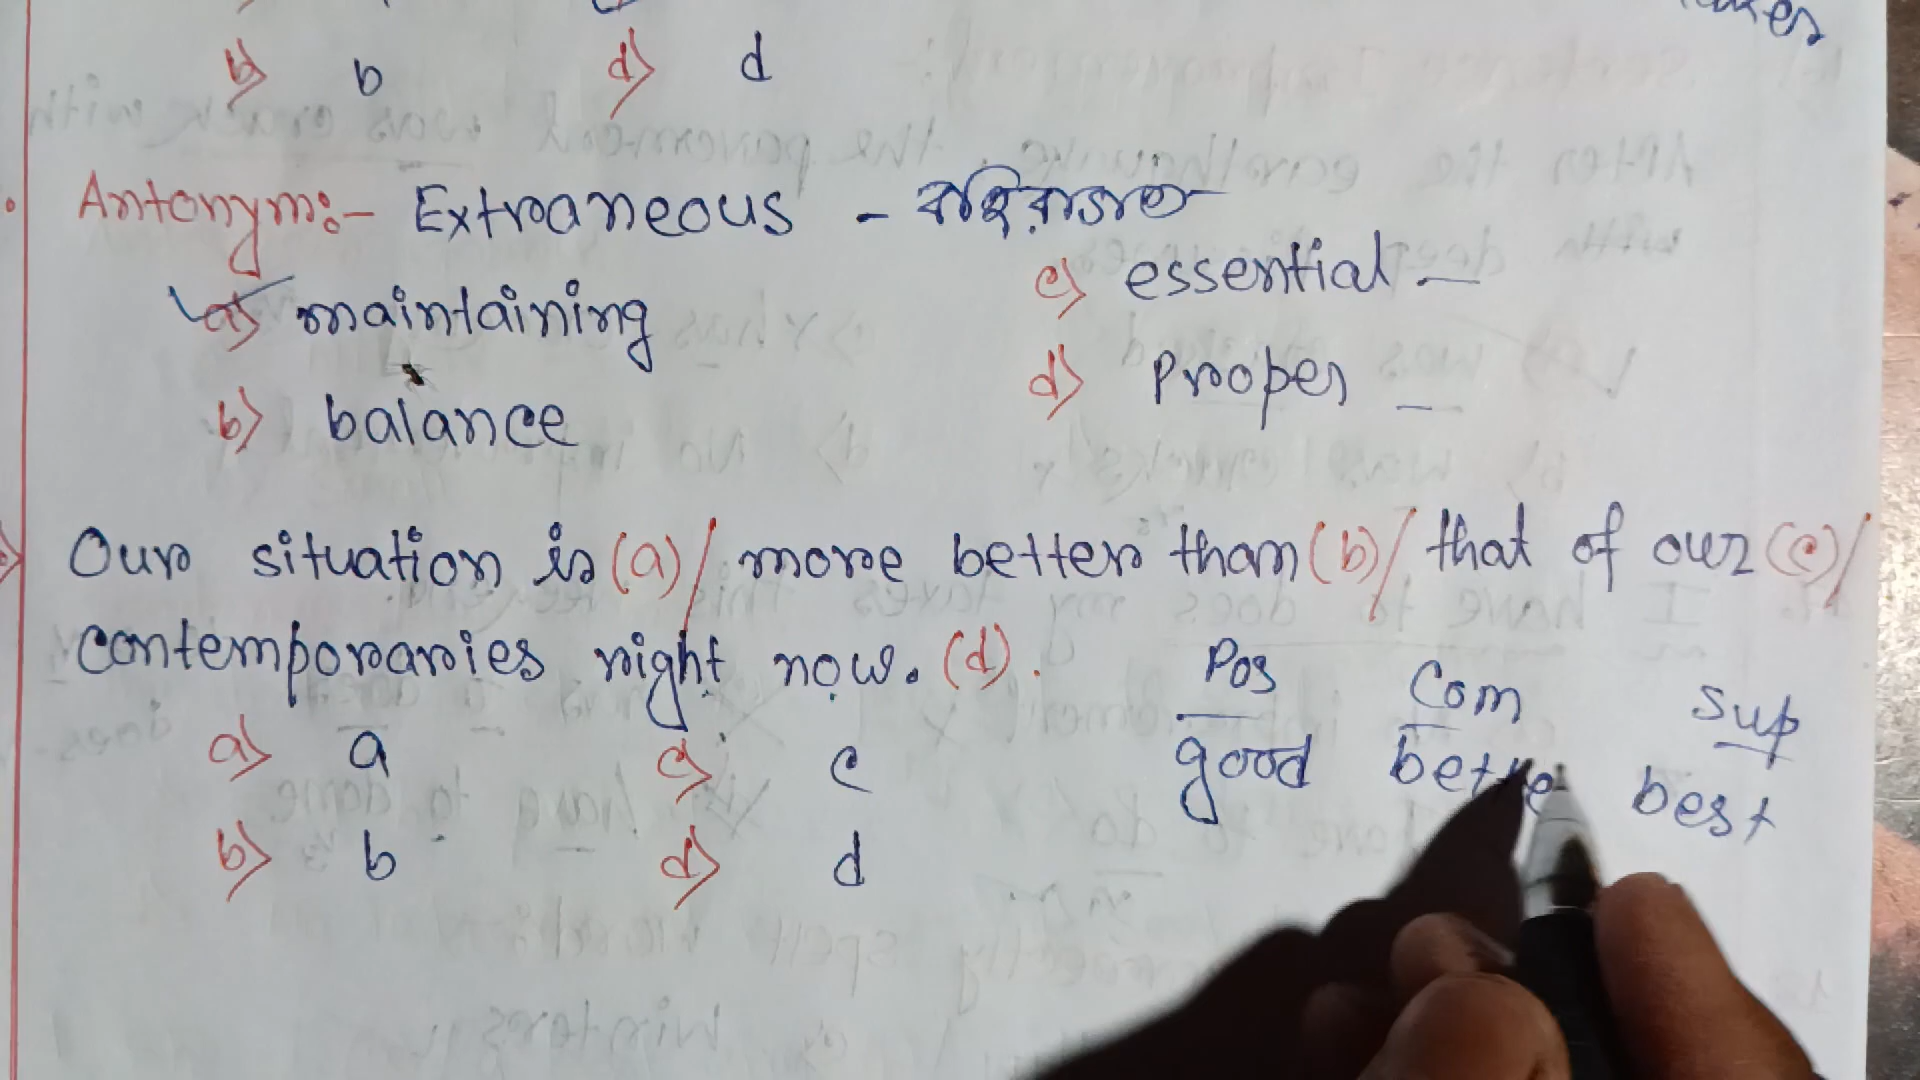 b) b d) d
Antonym:- Extraneous - বহিরাগত
a) maintaining c) essential -
b) balance d) Proper -
Our situation is (a)/ more better than (b)/ that of our (c)/
contemporaries right now. (d).
Pos Com Sup
good bette best
a) a c) c
b) b d) d